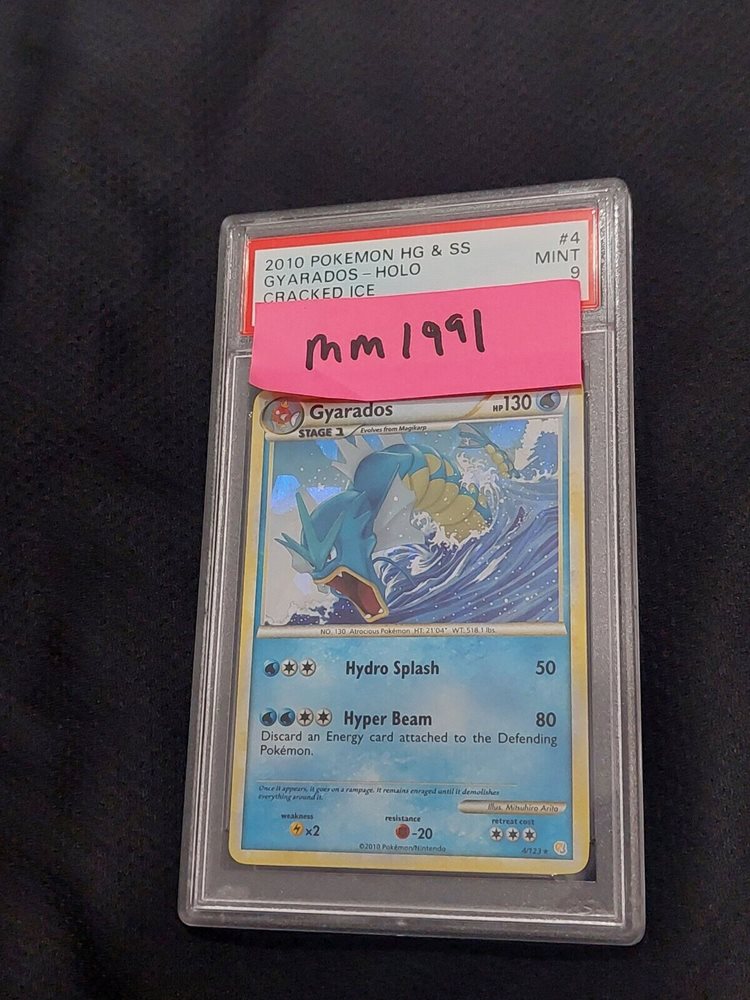 2010 POKEMON HG & SS #4
GYARADOS - HOLO MINT
CRACKED ICE 9
mm1991
Gyarados HP130
STAGE 1 Evolves from Magikarp
NO. 130 Atrocious Pokémon HT: 21'04" WT: 518.1 lbs.
Hydro Splash 50
Hyper Beam 80
Discard an Energy card attached to the Defending
Pokémon.
Once it appears, it goes on a rampage. It remains enraged until it demolishes
everything around it.
Illus. Mitsuhiro Arita
weakness resistance retreat cost
x2 -20
©2010 Pokémon/Nintendo 4/123